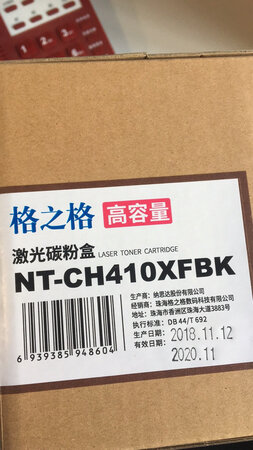 格之格 高容量
激光碳粉盒 LASER TONER CARTRIDGE
NT-CH410XFBK
生产商: 纳思达股份有限公司
经销商: 珠海格之格数码科技有限公司
地址: 珠海市香洲区珠海大道3883号
执行标准: DB 44/T 692
生产日期: 2018.11.12
有效日期: 2020.11
6 939385 948604